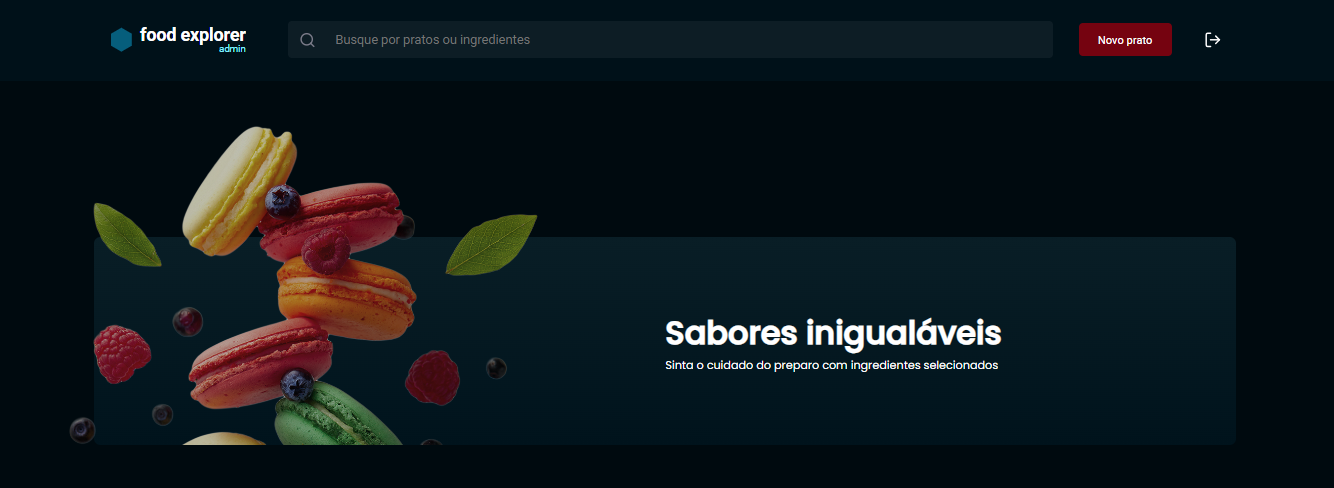 food explorer
admin
Busque por pratos ou ingredientes
Novo prato
Sabores inigualáveis
Sinta o cuidado do preparo com ingredientes selecionados